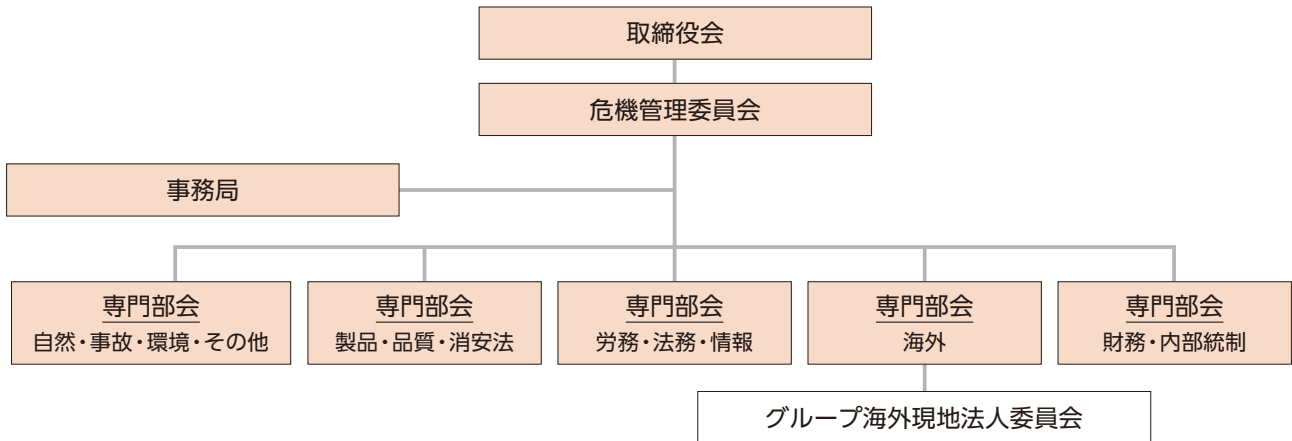 取締役会
危機管理委員会
事務局
専門部会
自然・事故・環境・その他
専門部会
製品・品質・消安法
専門部会
労務・法務・情報
専門部会
海外
専門部会
財務・内部統制
グループ海外現地法人委員会